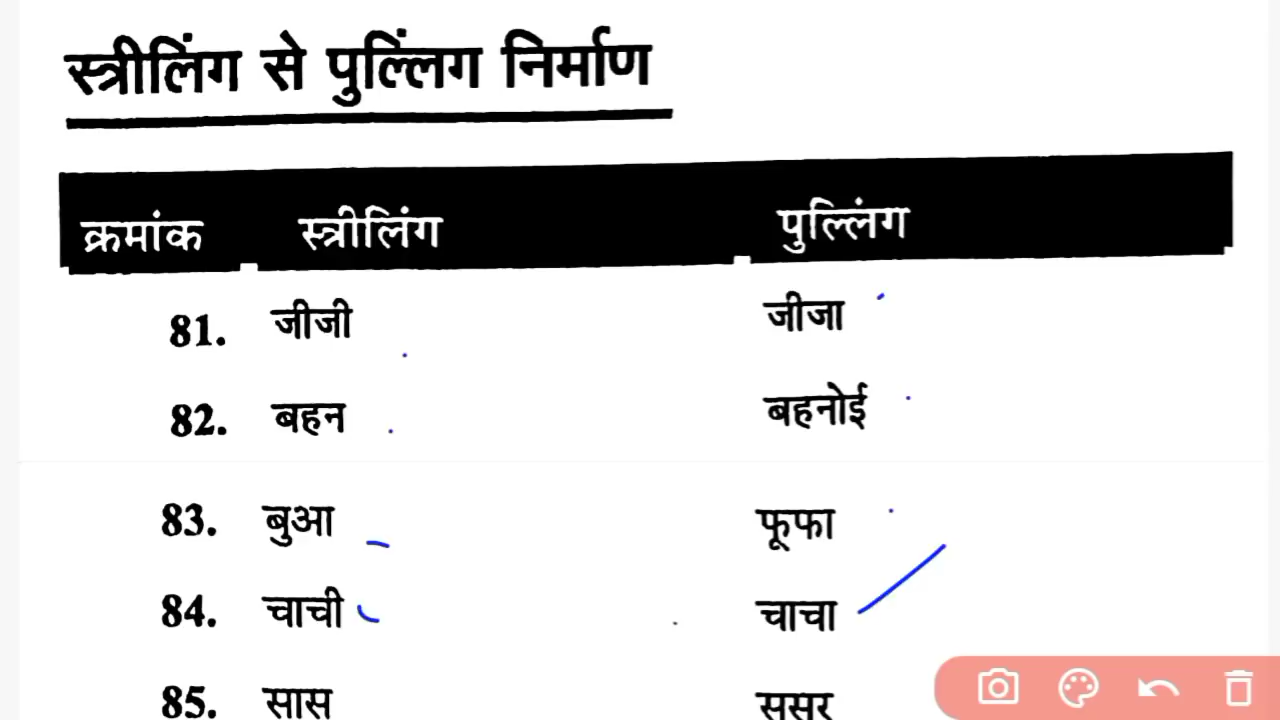 स्त्रीलिंग से पुल्लिंग निर्माण
क्रमांक स्त्रीलिंग पुल्लिंग
81. जीजी जीजा
82. बहन बहनोई
83. बुआ फूफा
84. चाची चाचा
85. सास ससुर